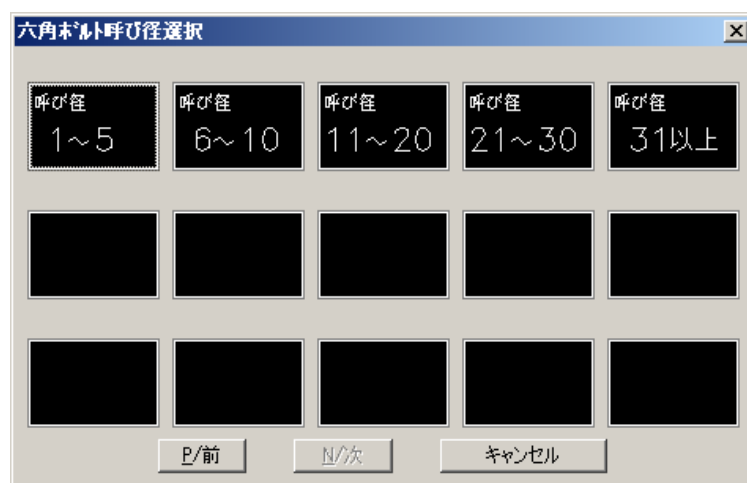 六角ﾎﾞﾙﾄ呼び径選択
呼び径
1～5
呼び径
6～10
呼び径
11～20
呼び径
21～30
呼び径
31以上
P/前
N/次
キャンセル